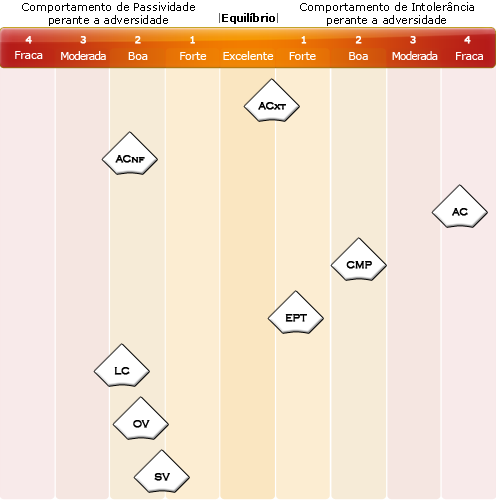 Comportamento de Passividade
perante a adversidade
|Equilíbrio|
Comportamento de Intolerância
perante a adversidade
4 3 2 1 1 2 3 4
Fraca Moderada Boa Forte Excelente Forte Boa Moderada Fraca
ACXT
ACNF
AC
CMP
EPT
LC
OV
SV